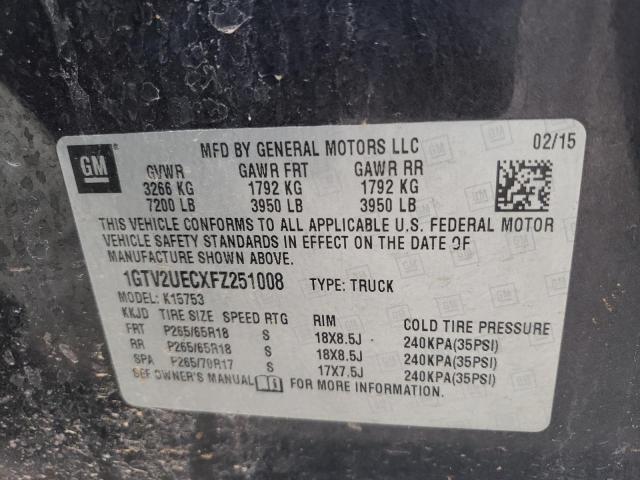 GM
MFD BY GENERAL MOTORS LLC
02/15
GVWR GAWR FRT GAWR RR
3266 KG 1792 KG 1792 KG
7200 LB 3950 LB 3950 LB
THIS VEHICLE CONFORMS TO ALL APPLICABLE U.S. FEDERAL MOTOR
VEHICLE SAFETY STANDARDS IN EFFECT ON THE DATE OF
MANUFACTURE SHOWN ABOVE.
1GTV2UECXFZ251008 TYPE: TRUCK
MODEL: K15753
KKJD TIRE SIZE SPEED RTG RIM COLD TIRE PRESSURE
FRT P265/65R18 S 18X8.5J 240KPA(35PSI)
RR P265/65R18 S 18X8.5J 240KPA(35PSI)
SPA P265/70R17 S 17X7.5J 240KPA(35PSI)
SEE OWNER'S MANUAL FOR MORE INFORMATION.